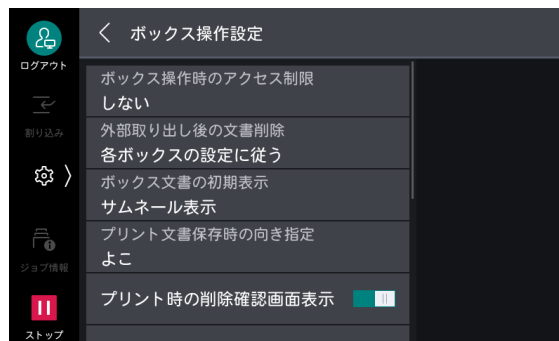 ボックス操作設定
ログアウト
ボックス操作時のアクセス制限
しない
割り込み
外部取り出し後の文書削除
各ボックスの設定に従う
ボックス文書の初期表示
サムネール表示
プリント文書保存時の向き指定
よこ
ジョブ情報
プリント時の削除確認画面表示
ストップ